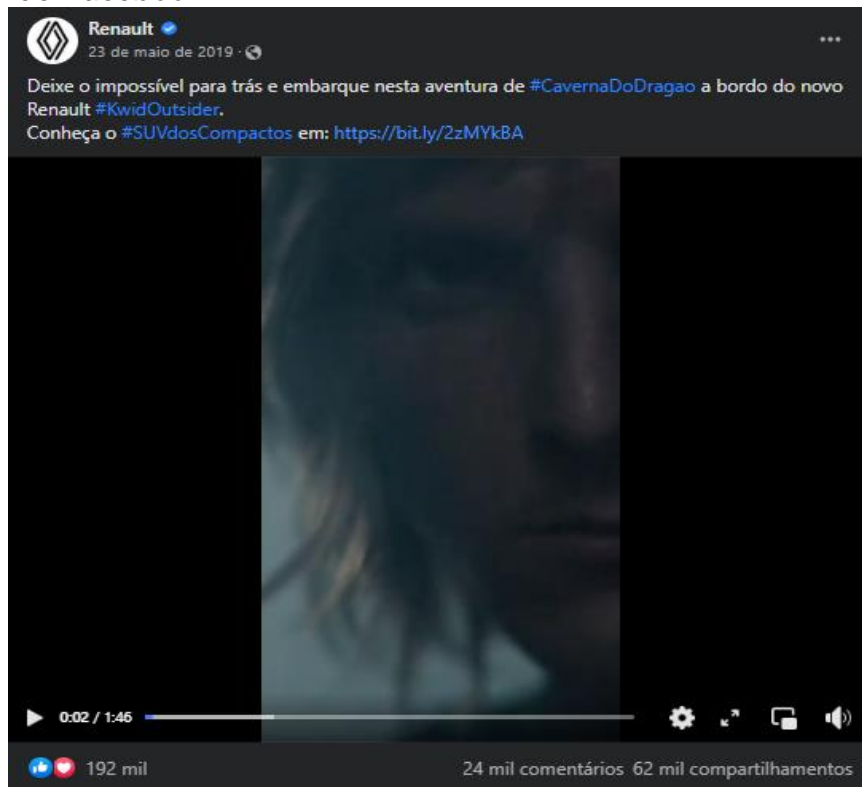 Renault
23 de maio de 2019 ·
...
Deixe o impossível para trás e embarque nesta aventura de #CavernaDoDragao a bordo do novo
Renault #KwidOutsider.
Conheça o #SUVdosCompactos em: https://bit.ly/2zMYkBA
0:02 / 1:46
192 mil
24 mil comentários 62 mil compartilhamentos